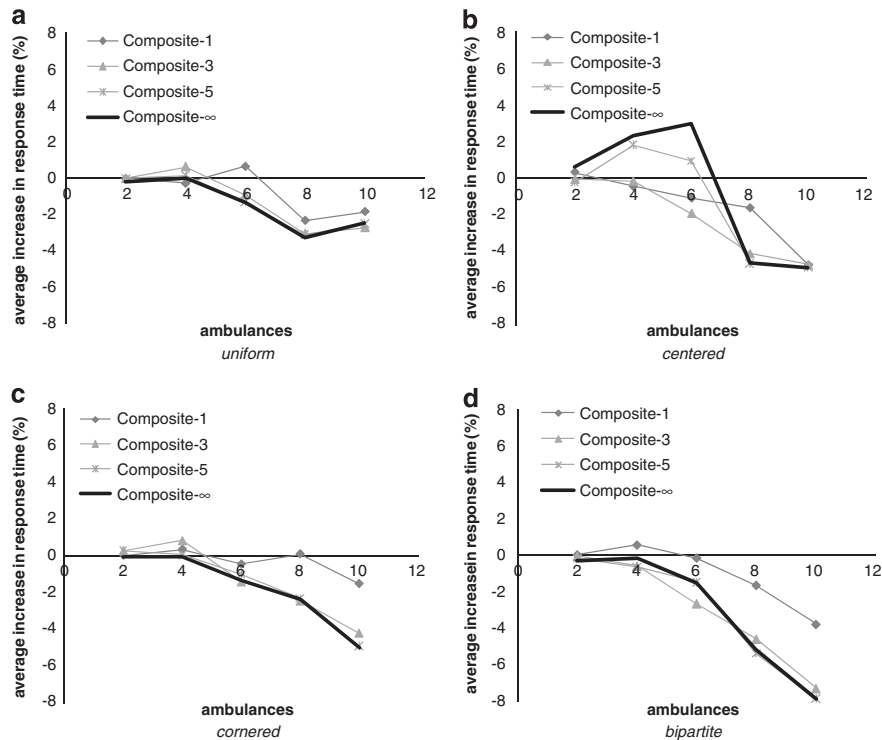 a
average increase in response time (%)
8
6
4
2
0
-2
-4
-6
-8
Composite-1
Composite-3
Composite-5
Composite-∞
0 2 4 6 8 10 12
ambulances
uniform
b
average increase in response time (%)
8
6
4
2
0
-2
-4
-6
-8
Composite-1
Composite-3
Composite-5
Composite-∞
0 2 4 6 8 10 12
ambulances
centered
c
average increase in response time (%)
8
6
4
2
0
-2
-4
-6
-8
Composite-1
Composite-3
Composite-5
Composite-∞
0 2 4 6 8 10 12
ambulances
cornered
d
average increasein response time (%)
8
6
4
2
0
-2
-4
-6
-8
Composite-1
Composite-3
Composite-5
Composite-∞
0 2 4 6 8 10 12
ambulances
bipartite